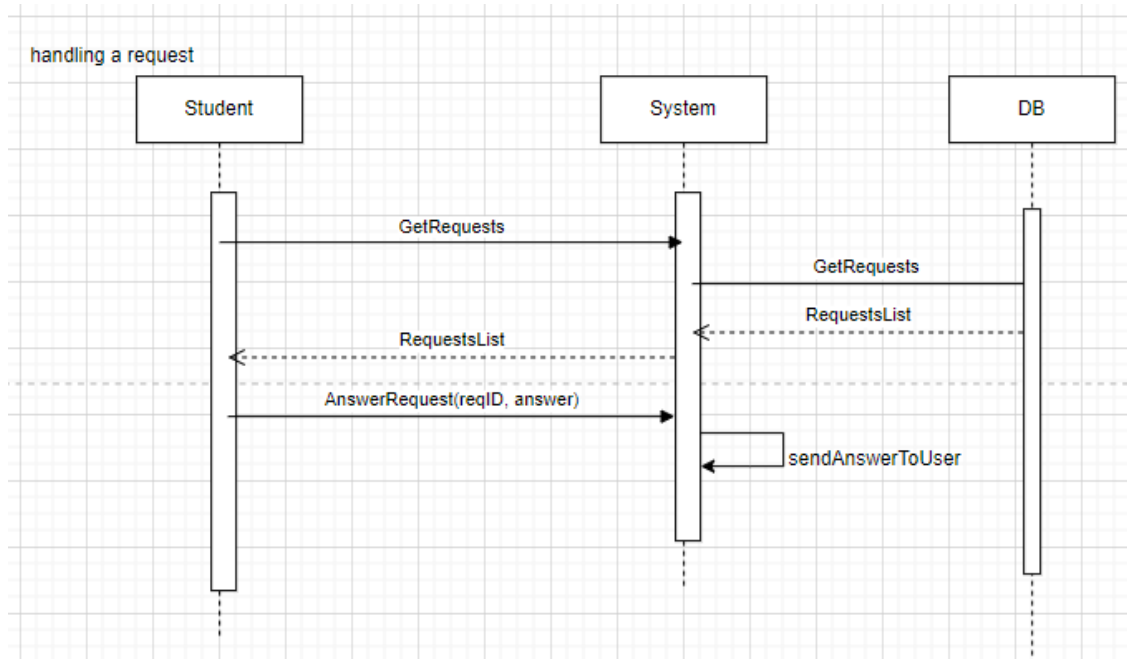 handling a request
Student
System
DB
GetRequests
GetRequests
RequestsList
RequestsList
AnswerRequest(reqID, answer)
sendAnswerToUser